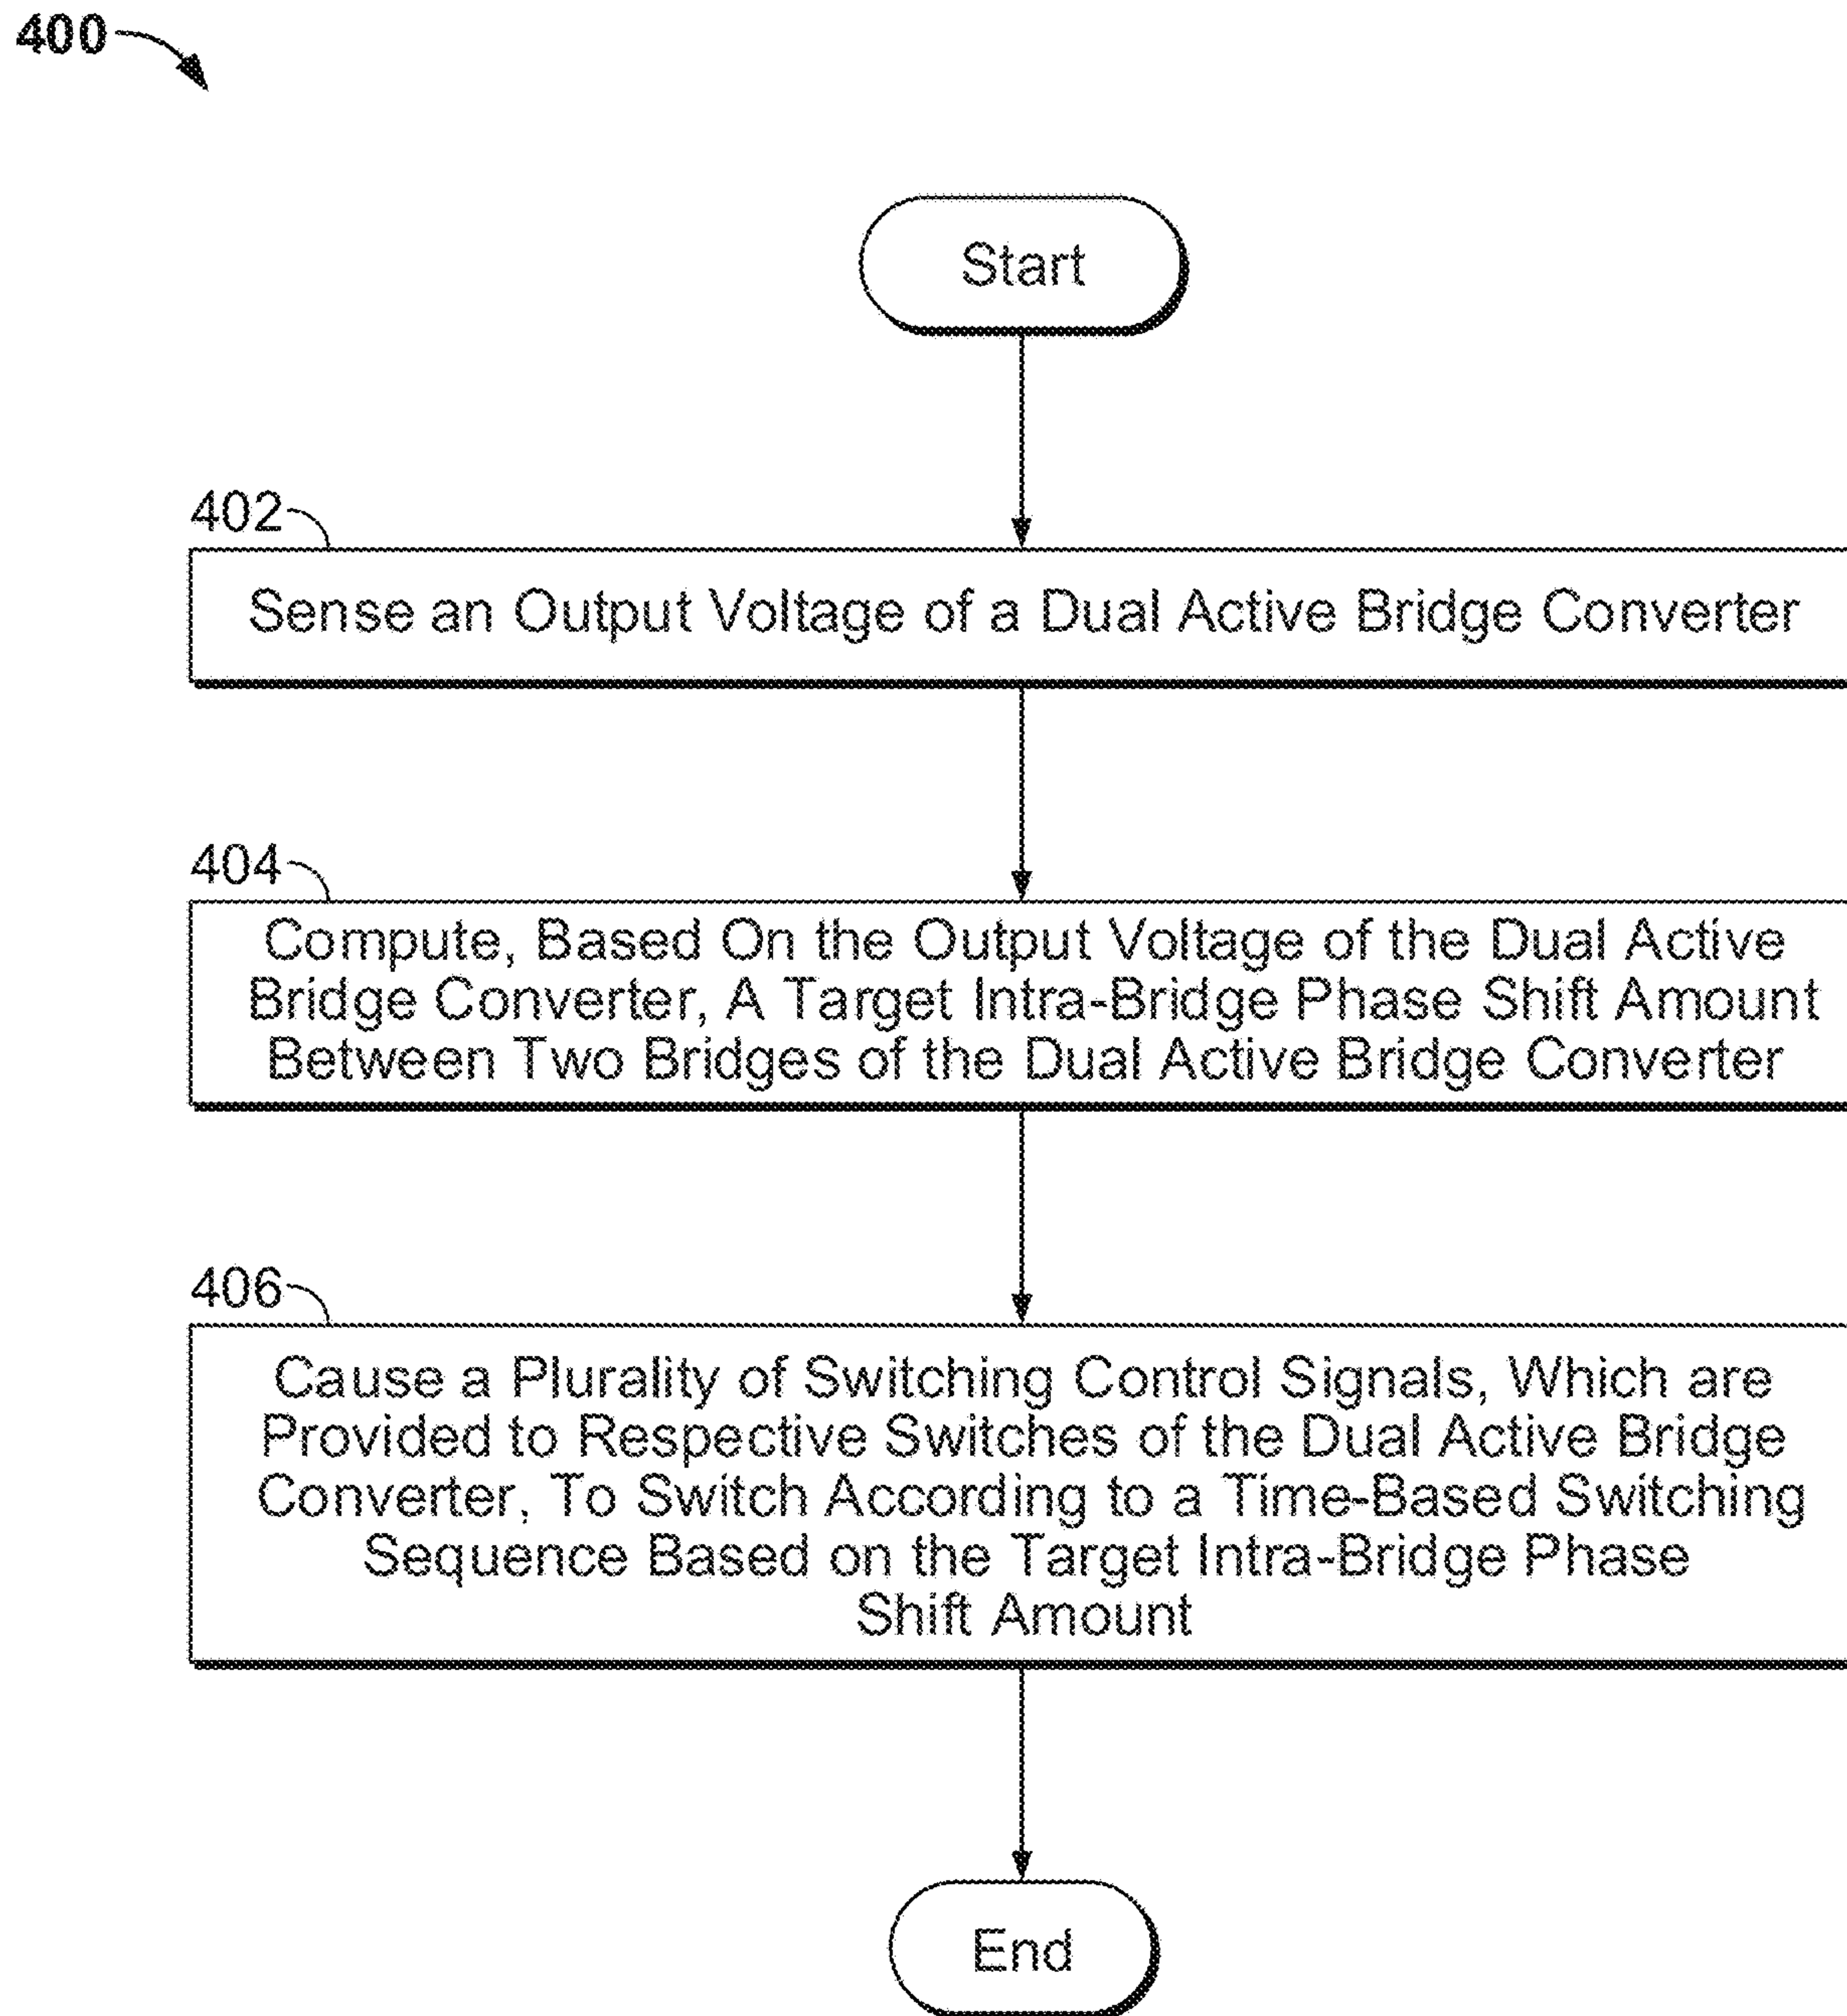 400
Start
402
Sense an Output Voltage of a Dual Active Bridge Converter
404
Compute, Based On the Output Voltage of the Dual Active
Bridge Converter, A Target Intra-Bridge Phase Shift Amount
Between Two Bridges of the Dual Active Bridge Converter
406
Cause a Plurality of Switching Control Signals, Which are
Provided to Respective Switches of the Dual Active Bridge
Converter, To Switch According to a Time-Based Switching
Sequence Based on the Target Intra-Bridge Phase
Shift Amount
End